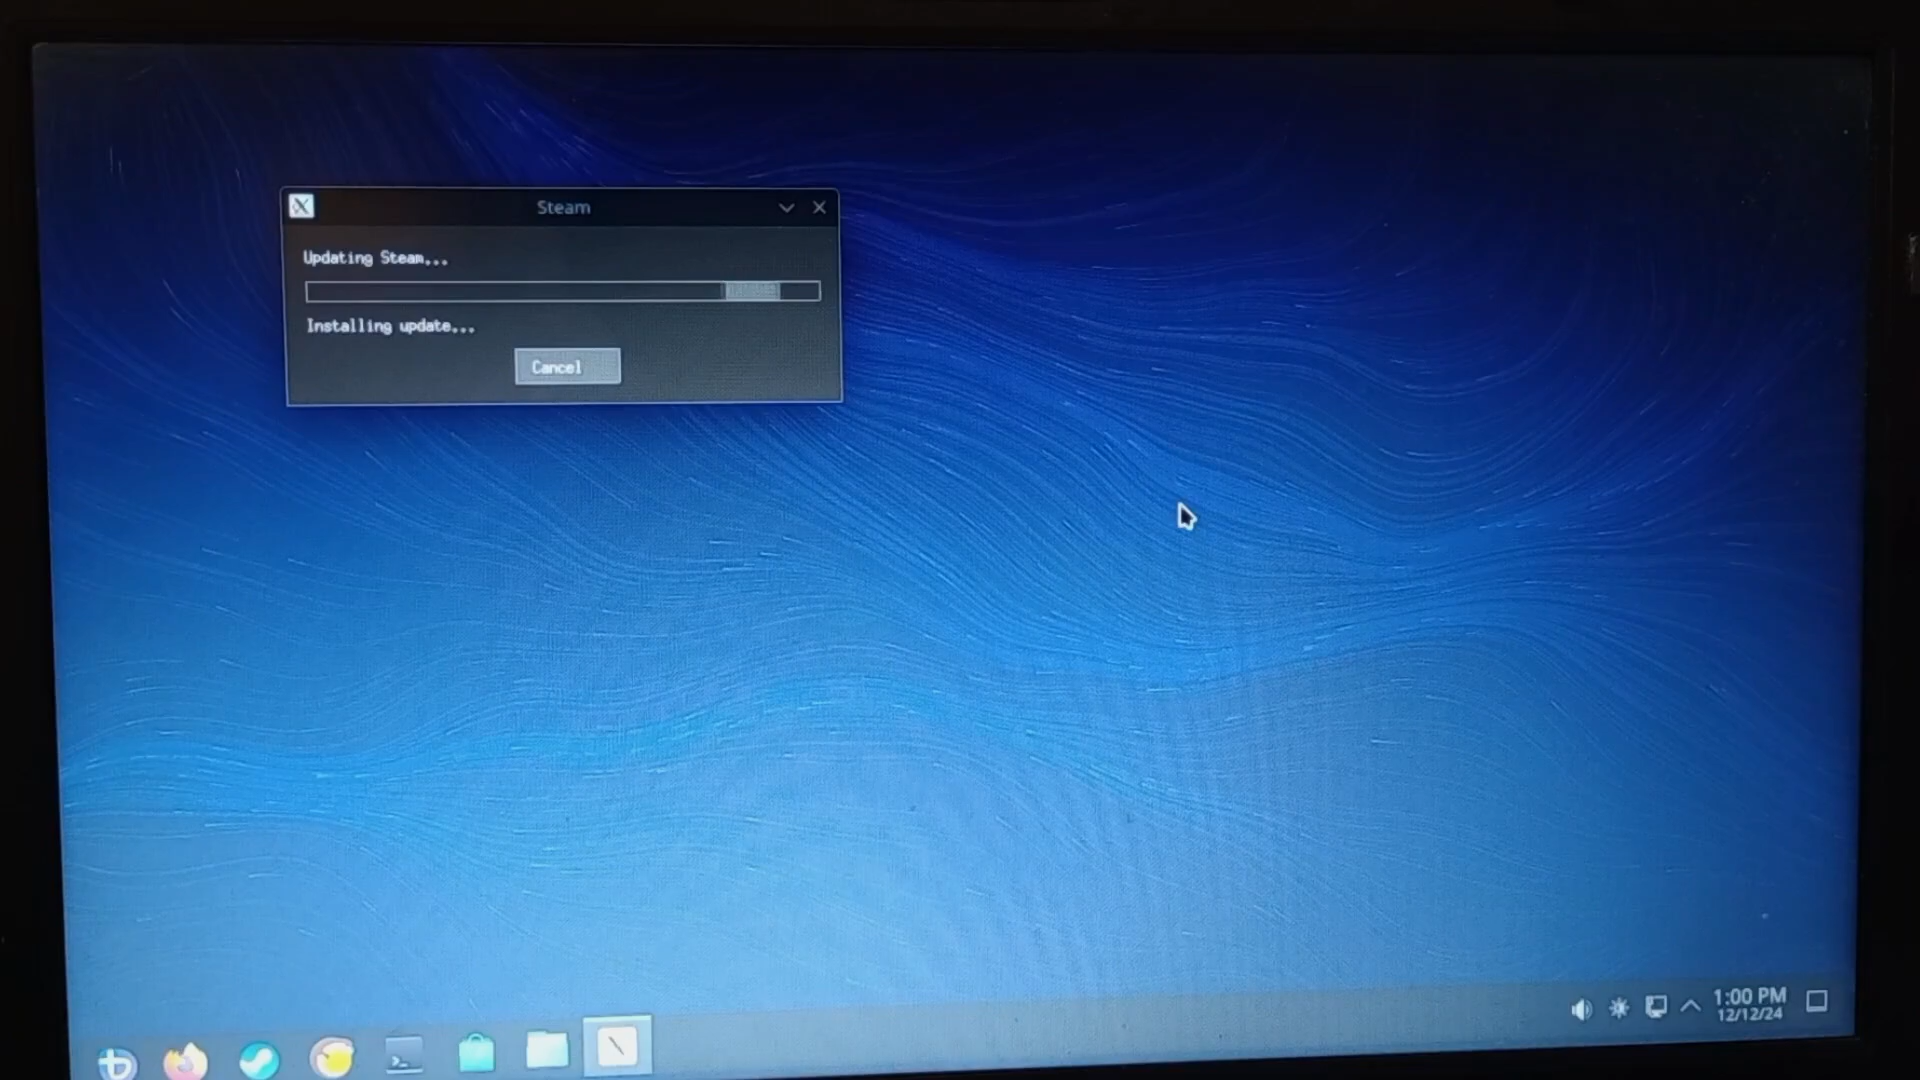 Steam
Updating Steam...
Installing update...
Cancel
1:00 PM
12/12/24